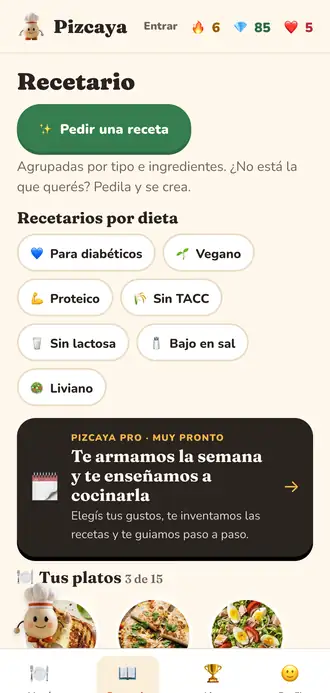 Pizcaya
Entrar
6
85
5
Recetario
Pedir una receta
Agrupadas por tipo e ingredientes. ¿No está la
que querés? Pedila y se crea.
Recetarios por dieta
Para diabéticos
Vegano
Proteico
Sin TACC
Sin lactosa
Bajo en sal
Liviano
PIZCAYA PRO · MUY PRONTO
Te armamos la semana
y te enseñamos a
cocinarla
→
Elegís tus gustos, te inventamos las
recetas y te guiamos paso a paso.
Tus platos 3 de 15